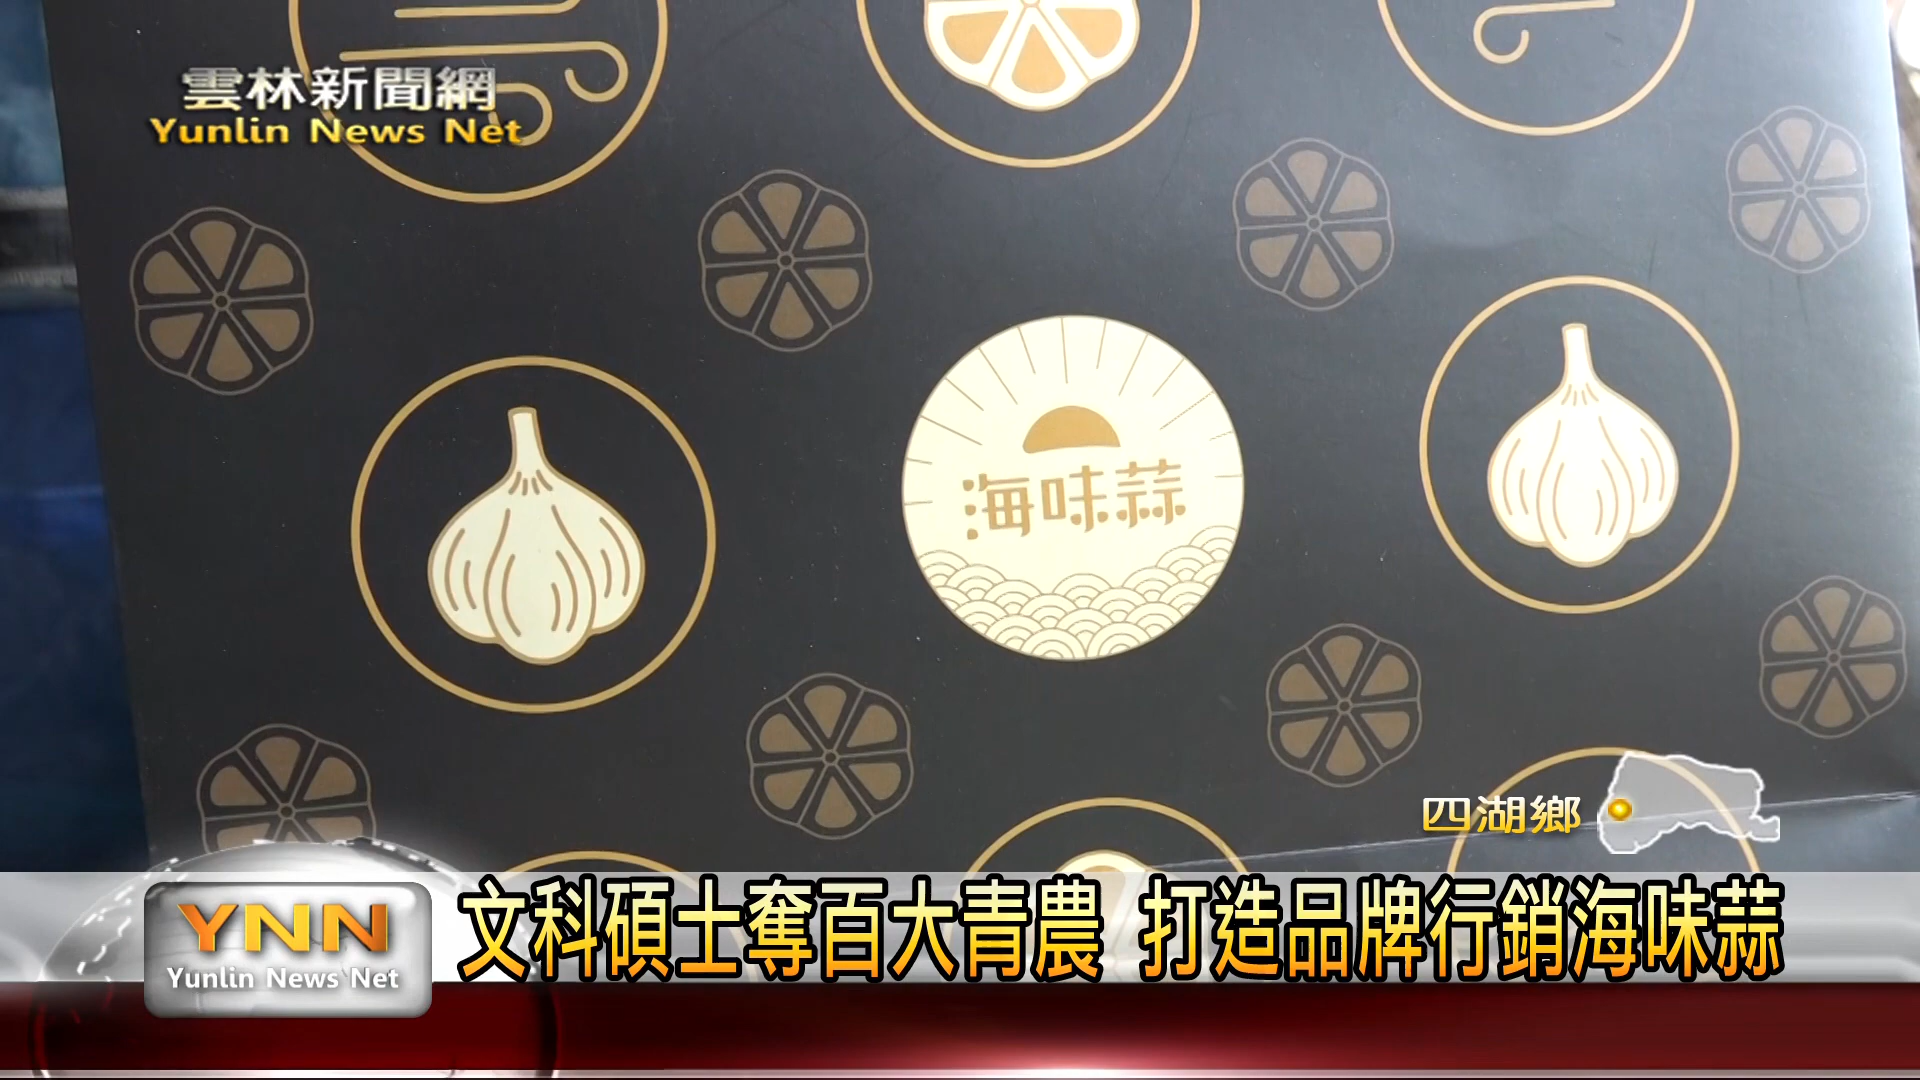 雲林新聞網
Yunlin News Net
海味蒜
四湖鄉
YNN
Yunlin News Net
文科碩士奪百大青農 打造品牌行銷海味蒜